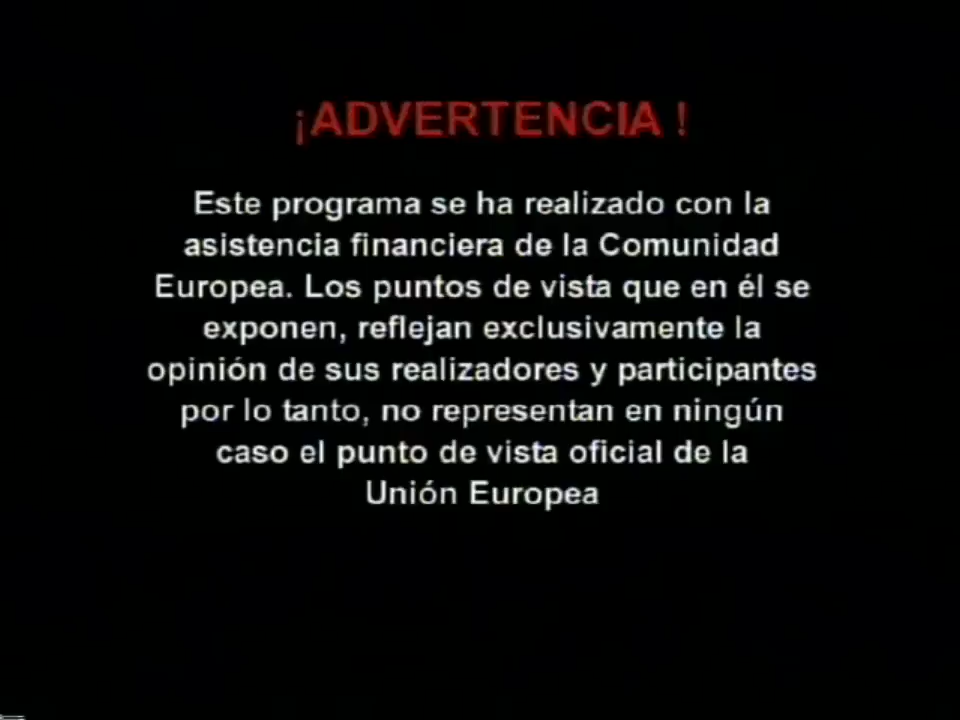 ¡ADVERTENCIA !
Este programa se ha realizado con la
asistencia financiera de la Comunidad
Europea. Los puntos de vista que en él se
exponen, reflejan exclusivamente la
opinión de sus realizadores y participantes
por lo tanto, no representan en ningún
caso el punto de vista oficial de la
Unión Europea